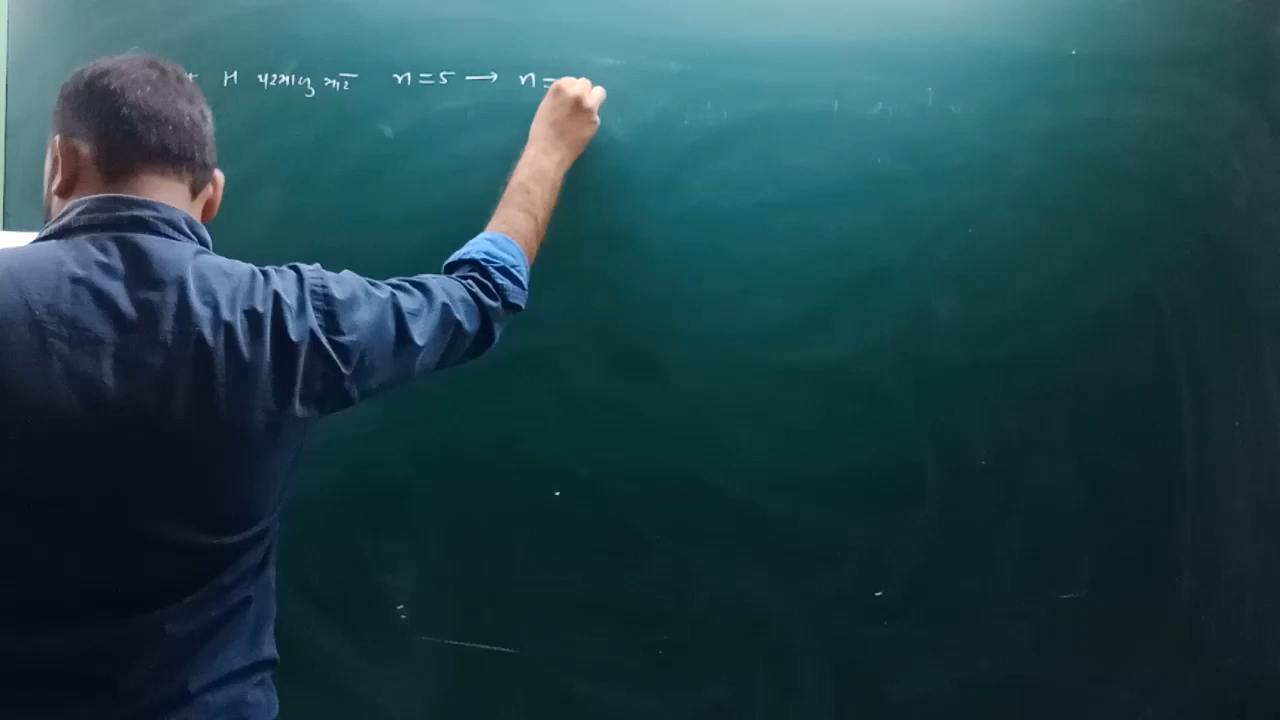 H પરમાણુ માટે n = 5 → n =